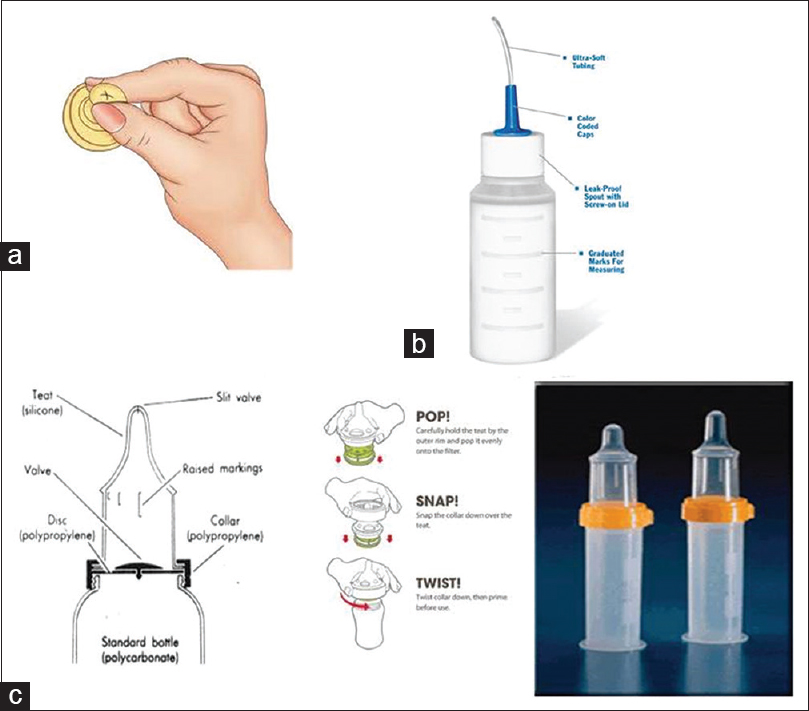 a
Ultra-Soft
Tubing
Color
Coded
Caps
Leak-Proof
Spout with
Screw-on Lid
Graduated
Marks For
Measuring
b
Teat
(silicone)
Slit valve
Valve
Raised markings
Disc
(polypropylene)
Collar
(polypropylene)
Standard bottle
(polycarbonate)
POP!
Carefully hold the teat by the
outer rim and pop it evenly
onto the filter.
SNAP!
Snap the collar down over the
teat.
TWIST!
Twist collar down, then prime
before use.
c